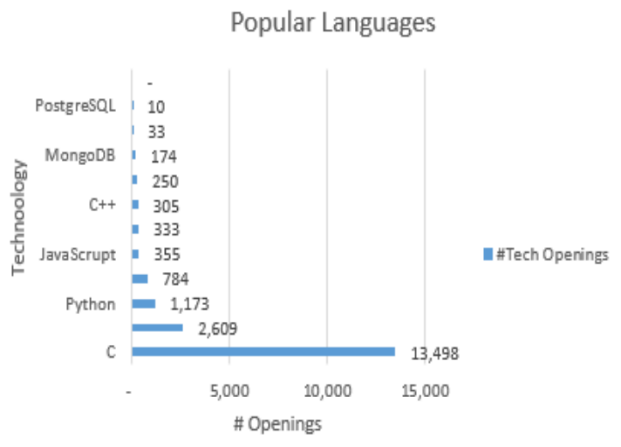 Popular Languages
-
PostgreSQL 10
33
MongoDB 174
250
C++ 305
333
JavaScrupt 355
784
Python 1,173
2,609
C 13,498
- 5,000 10,000 15,000
# Openings
Technoology
#Tech Openings